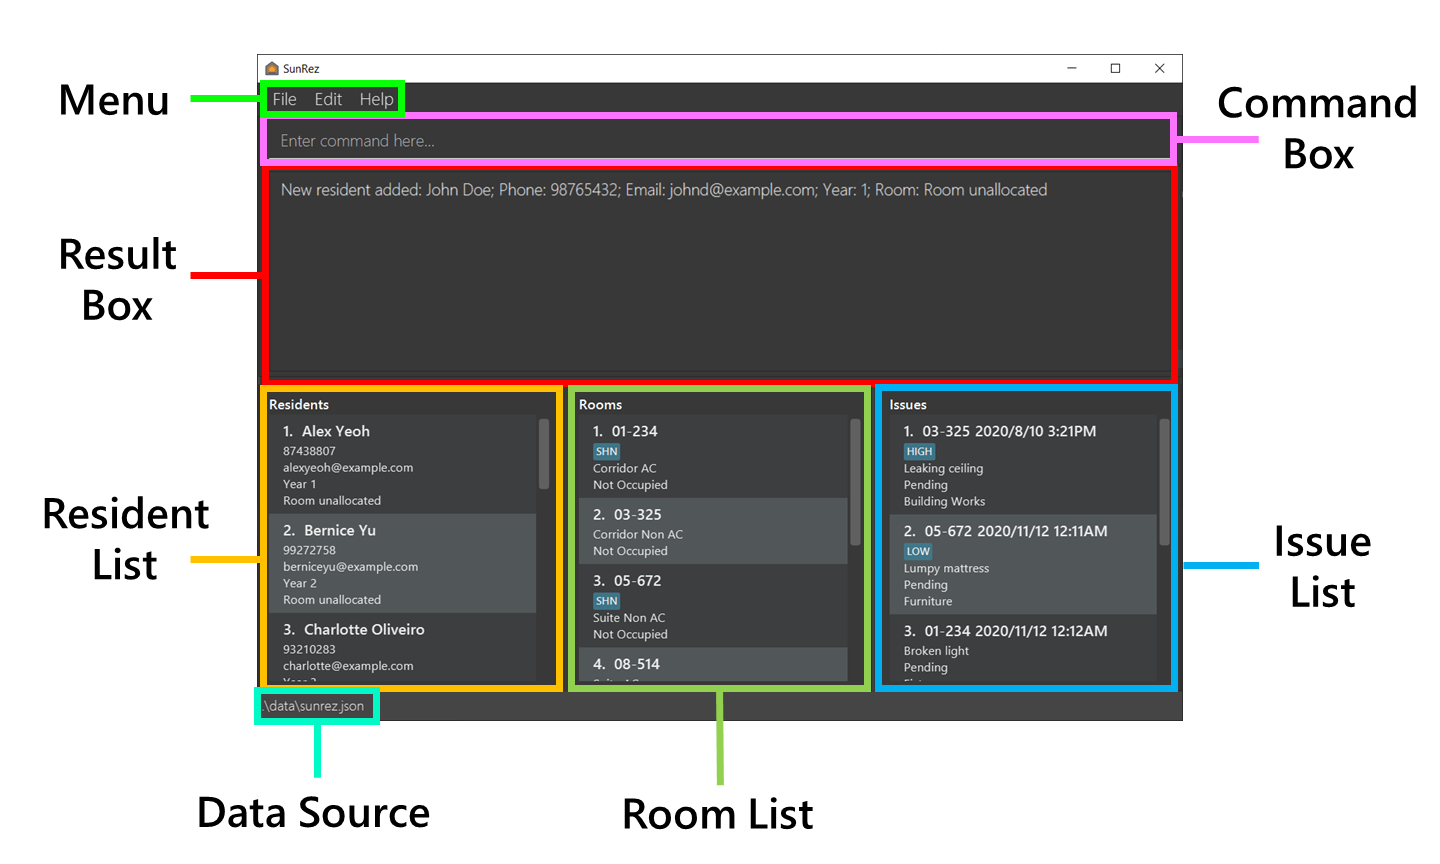 SunRez
Menu
File Edit Help
Command
Box
Enter command here...
New resident added: John Doe; Phone: 98765432; Email: johnd@example.com; Year: 1; Room: Room unallocated
Result
Box
Residents
1. Alex Yeoh
87438807
alexyeoh@example.com
Year 1
Room unallocated
2. Bernice Yu
99272758
berniceyu@example.com
Year 2
Room unallocated
3. Charlotte Oliveiro
93210283
charlotte@example.com
Rooms
1. 01-234
SHN
Corridor AC
Not Occupied
2. 03-325
Corridor Non AC
Not Occupied
3. 05-672
SHN
Suite Non AC
Not Occupied
4. 08-514
Issues
1. 03-325 2020/8/10 3:21PM
HIGH
Leaking ceiling
Pending
Building Works
2. 05-672 2020/11/12 12:11AM
LOW
Lumpy mattress
Pending
Furniture
3. 01-234 2020/11/12 12:12AM
Broken light
Pending
Resident
List
Issue
List
.\data\sunrez.json
Data Source
Room List